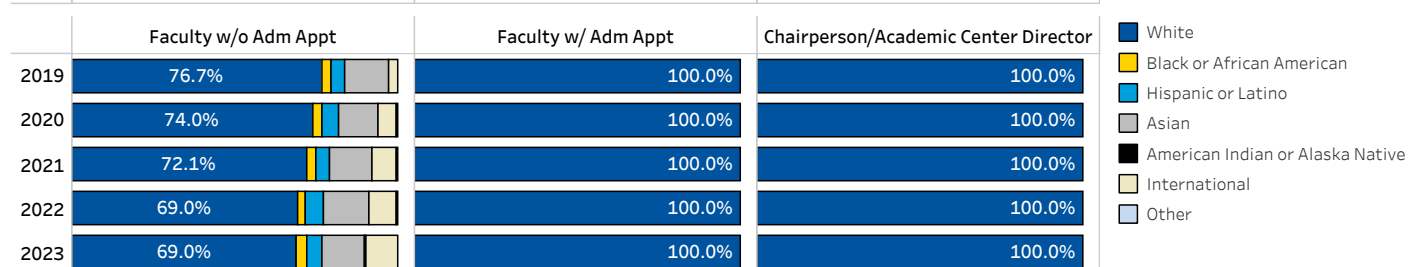 Faculty w/o Adm Appt Faculty w/ Adm Appt Chairperson/Academic Center Director
2019 76.7% 100.0% 100.0%
2020 74.0% 100.0% 100.0%
2021 72.1% 100.0% 100.0%
2022 69.0% 100.0% 100.0%
2023 69.0% 100.0% 100.0%
White
Black or African American
Hispanic or Latino
Asian
American Indian or Alaska Native
International
Other